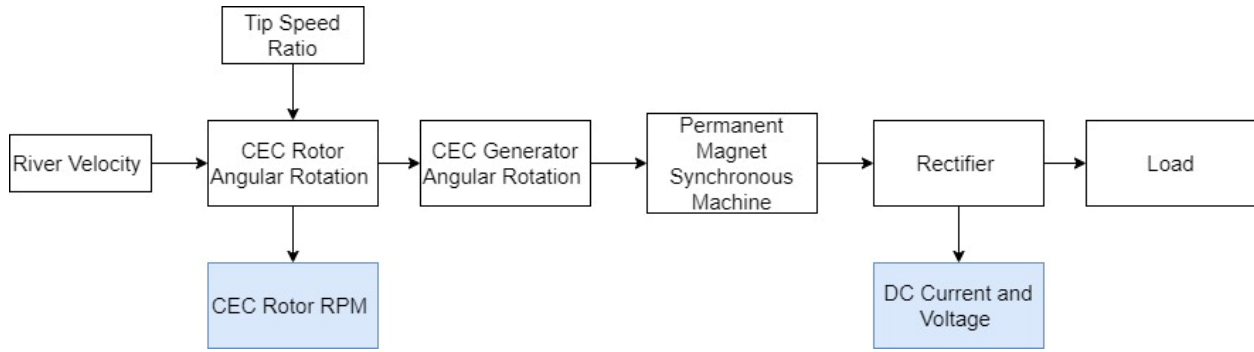 Tip Speed
Ratio
River Velocity
CEC Rotor
Angular Rotation
CEC Generator
Angular Rotation
Permanent
Magnet
Synchronous
Machine
Rectifier
Load
CEC Rotor RPM
DC Current and
Voltage